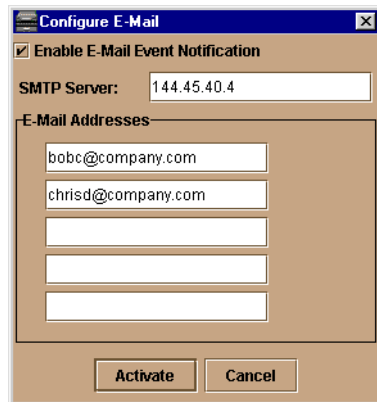 Configure E-Mail
Enable E-Mail Event Notification
SMTP Server: 144.45.40.4
E-Mail Addresses
bobc@company.com
chrisd@company.com
Activate Cancel